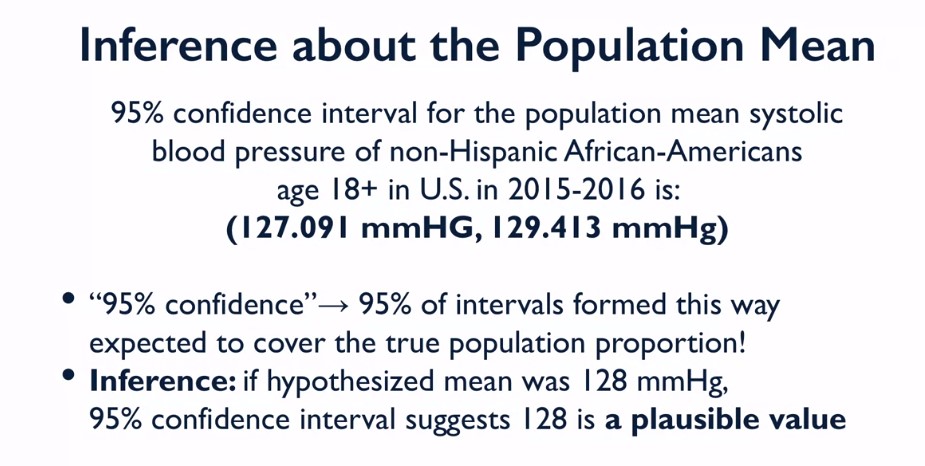 Inference about the Population Mean
95% confidence interval for the population mean systolic
blood pressure of non-Hispanic African-Americans
age 18+ in U.S. in 2015-2016 is:
(127.091 mmHG, 129.413 mmHg)
• “95% confidence”→ 95% of intervals formed this way
expected to cover the true population proportion!
• Inference: if hypothesized mean was 128 mmHg,
95% confidence interval suggests 128 is a plausible value